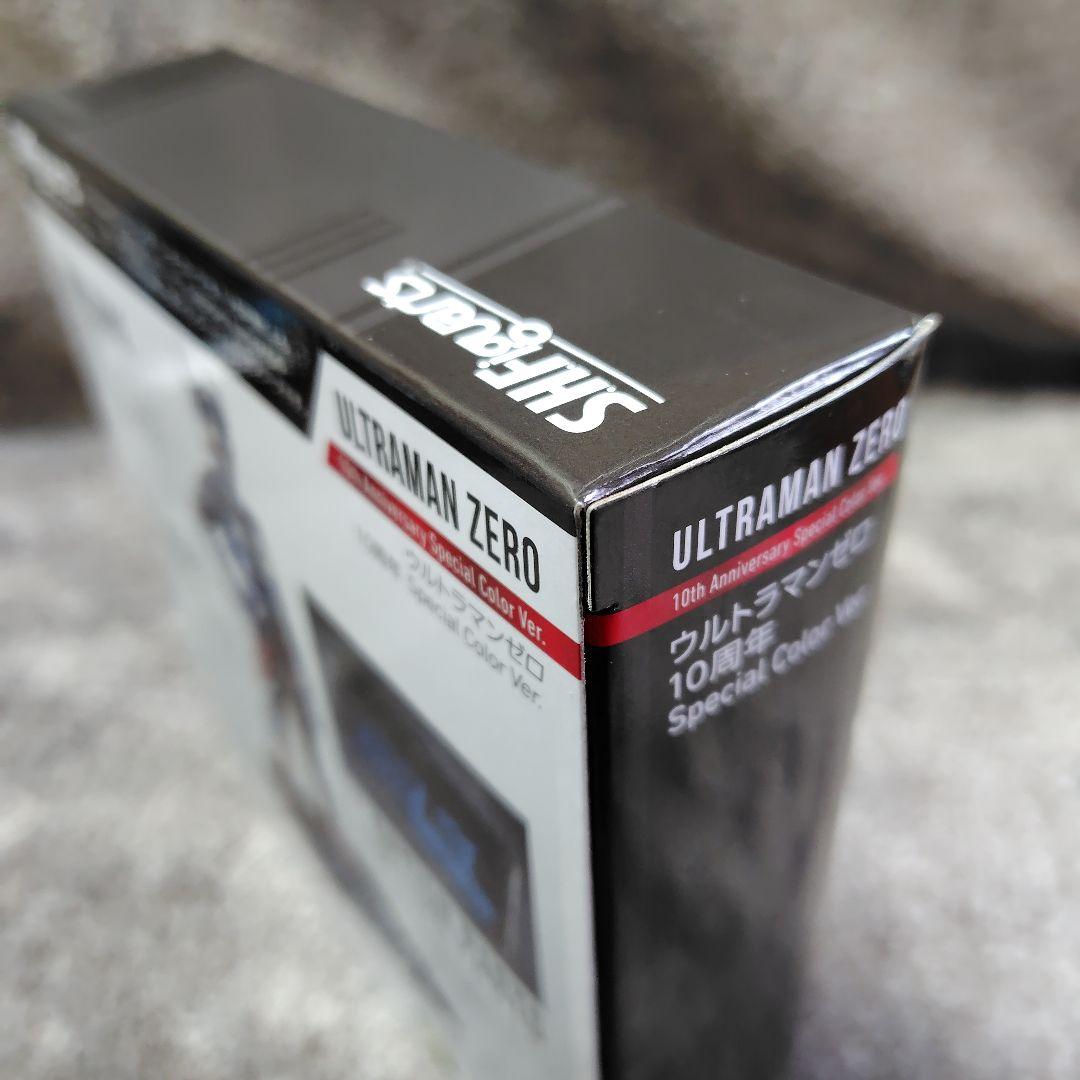 S.H.Figuarts
ULTRAMAN ZERO
10th Anniversary Special Color Ver.
ウルトラマンゼロ
10周年 Special Color Ver.
ULTRAMAN ZERO
10th Anniversary Special Color Ver.
ウルトラマンゼロ
10周年
Special Color Ver.